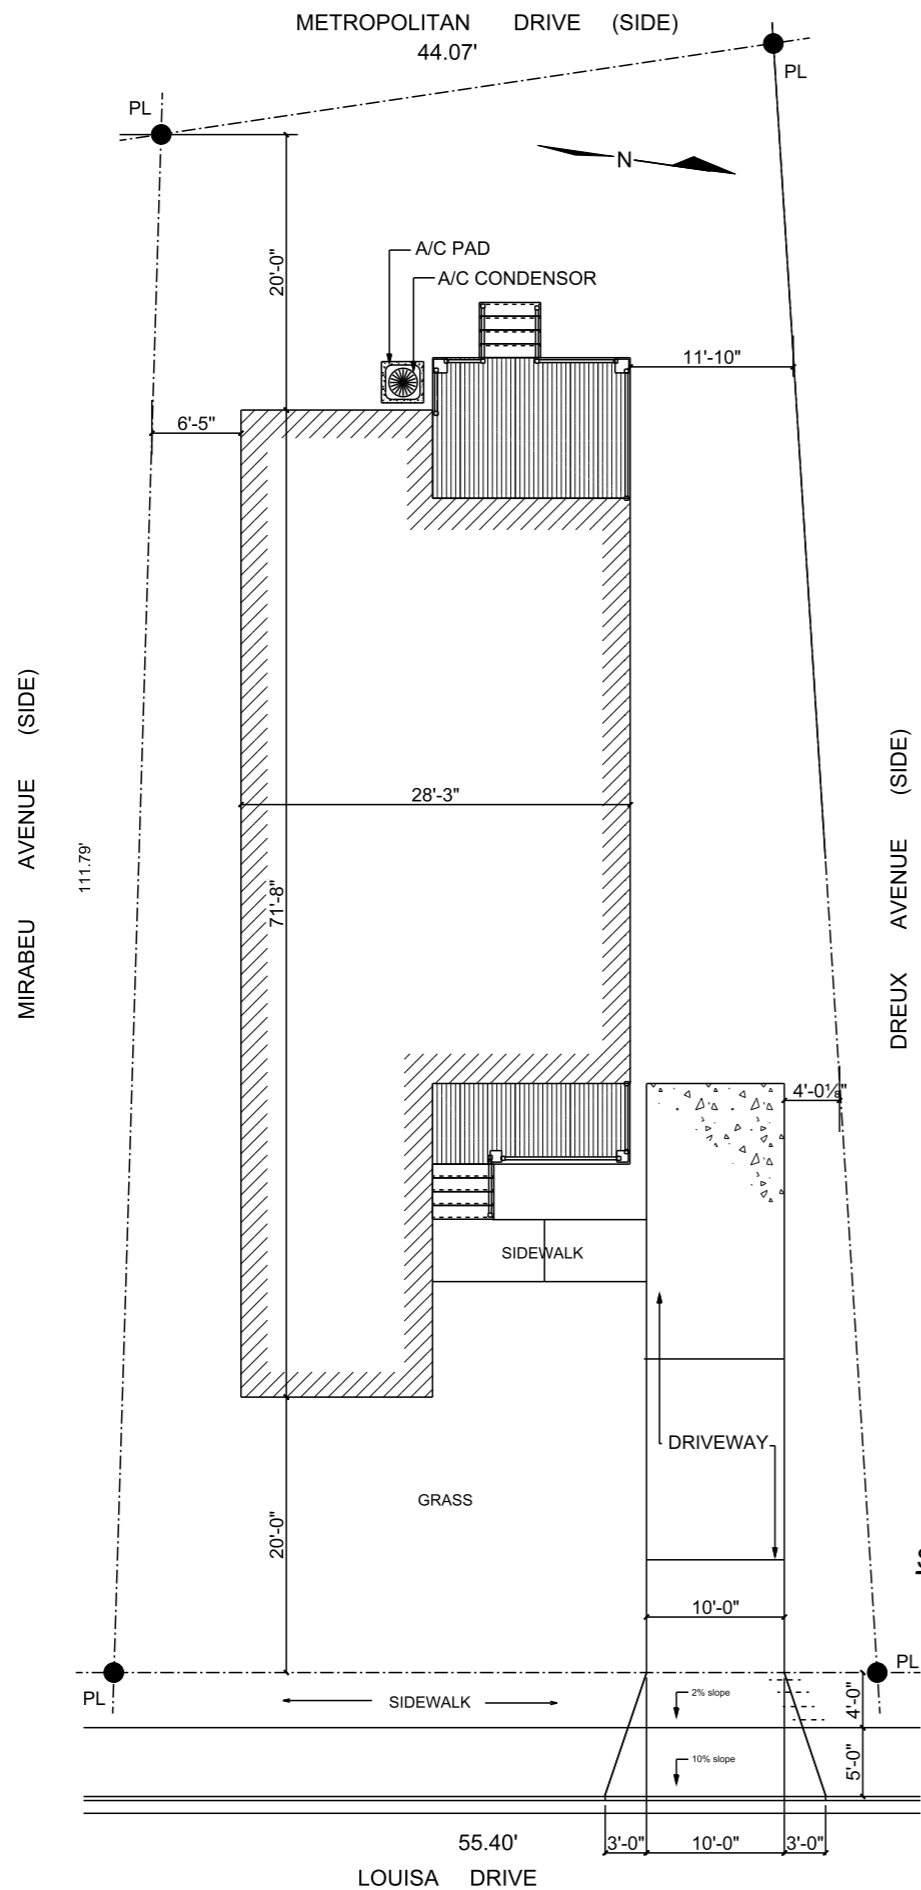 METROPOLITAN DRIVE (SIDE)
44.07'
PL
PL
N
A/C PAD
A/C CONDENSOR
20'-0"
11'-10"
6'-5"
MIRABEU AVENUE (SIDE)
111.79'
28'-3"
71'-8"
DREUX AVENUE (SIDE)
4'-0⅛"
SIDEWALK
DRIVEWAY
GRASS
20'-0"
10'-0"
PL
PL
SIDEWALK
2% slope
4'-0"
10% slope
5'-0"
55.40'
3'-0"
10'-0"
3'-0"
LOUISA DRIVE